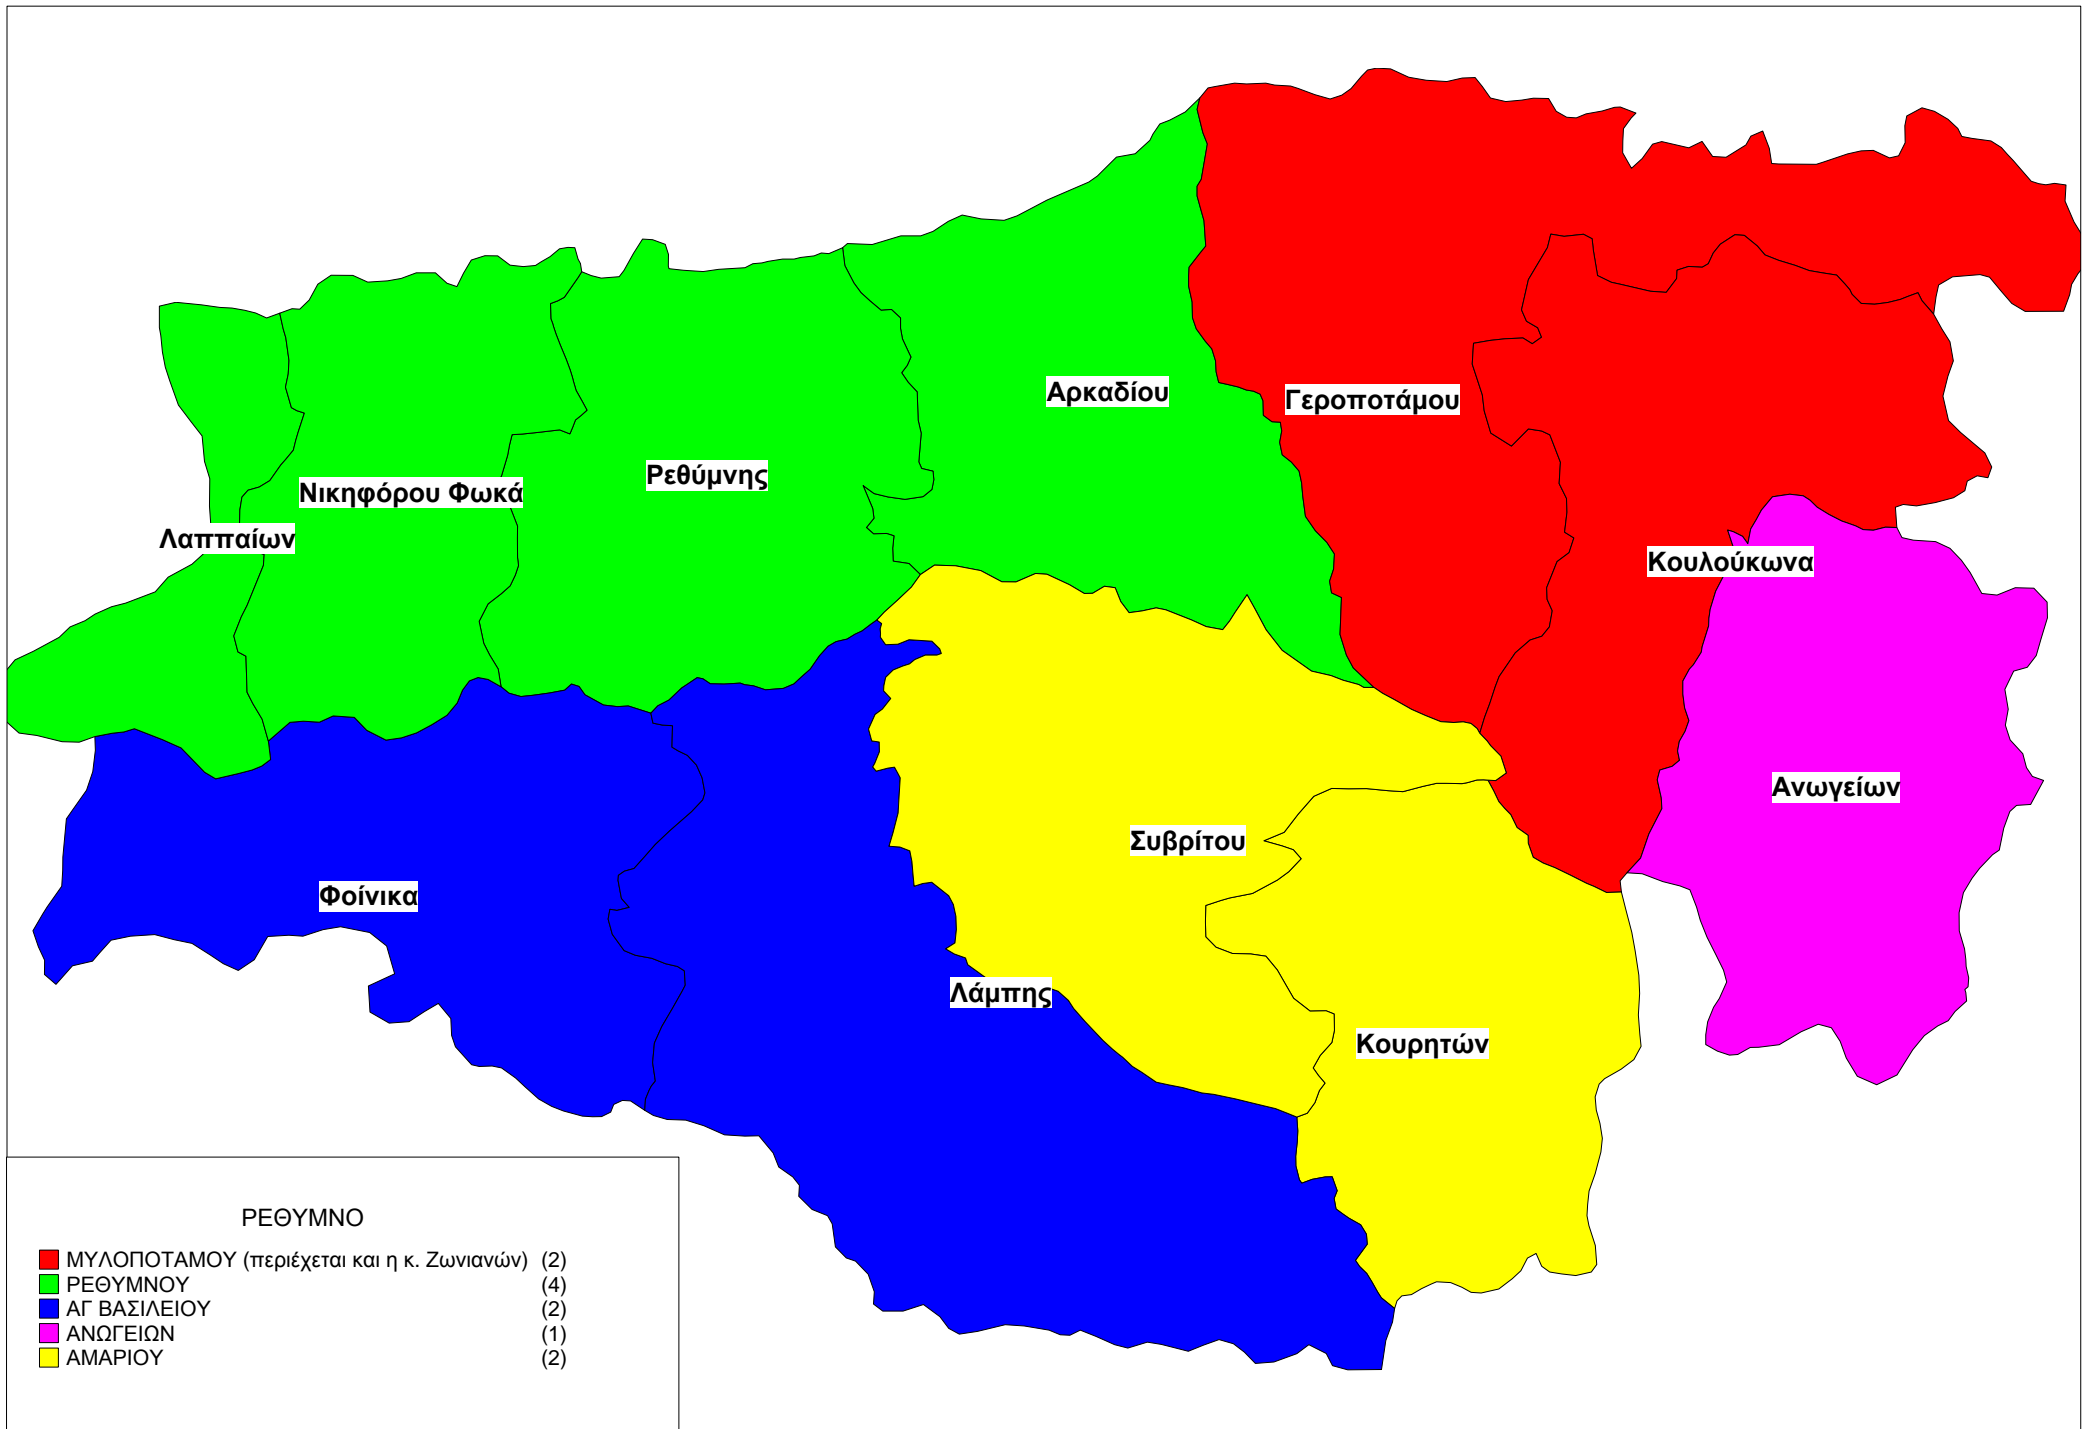 Αρκαδίου
Γεροποτάμου
Ρεθύμνης
Νικηφόρου Φωκά
Λαππαίων
Κουλούκωνα
Ανωγείων
Συβρίτου
Φοίνικα
Λάμπης
Κουρητών
ΡΕΘΥΜΝΟ
ΜΥΛΟΠΟΤΑΜΟΥ (περιέχεται και η κ. Ζωνιανών) (2)
ΡΕΘΥΜΝΟΥ (4)
ΑΓ ΒΑΣΙΛΕΙΟΥ (2)
ΑΝΩΓΕΙΩΝ (1)
ΑΜΑΡΙΟΥ (2)